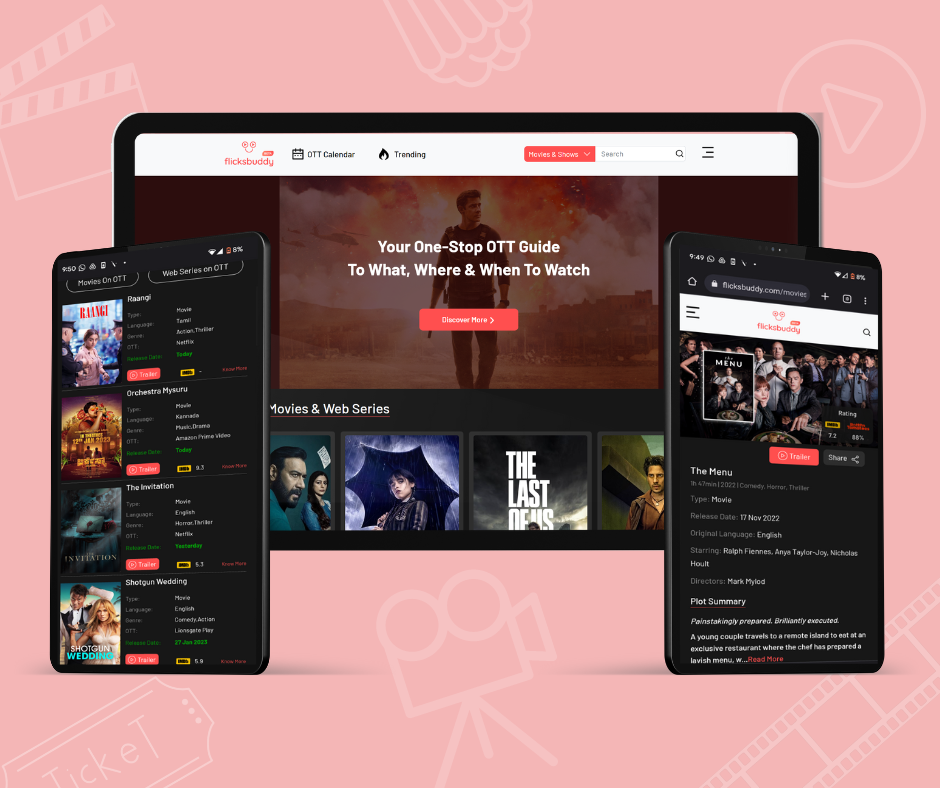 flicksbuddy
OTT Calendar
Trending
Movies & Shows
Search
Your One-Stop OTT Guide
To What, Where & When To Watch
Discover More
Movies & Web Series
THE
LAST
OF US
9:50
8%
Movies On OTT
Web Series on OTT
RAANGI
Raangi
Type: Movie
Language: Tamil
Genre: Action,Thriller
OTT: Netflix
Release Date: Today
Trailer
IMDb -
Know More
Orchestra Mysuru
Type: Movie
Language: Kannada
Genre: Music,Drama
OTT: Amazon Prime Video
Release Date: Today
Trailer
IMDb 9.3
Know More
INVITATION
The Invitation
Type: Movie
Language: English
Genre: Horror,Thriller
OTT: Netflix
Release Date: Yesterday
Trailer
IMDb 5.3
Know More
SHOTGUN
WEDDING
Shotgun Wedding
Type: Movie
Language: English
Genre: Comedy,Action
OTT: Lionsgate Play
Release Date: 27 Jan 2023
Trailer
IMDb 5.9
Know More
9:49
8%
flicksbuddy.com/movies
flicksbuddy
THE
MENU
Rating
IMDb
7.2
88%
Trailer
Share
The Menu
1h 47min | 2022 | Comedy, Horror, Thriller
Type: Movie
Release Date: 17 Nov 2022
Original Language: English
Starring: Ralph Fiennes, Anya Taylor-Joy, Nicholas
Hoult
Directors: Mark Mylod
Plot Summary
Painstakingly prepared. Brilliantly executed.
A young couple travels to a remote island to eat at an
exclusive restaurant where the chef has prepared a
lavish menu, w...Read More
TickeT